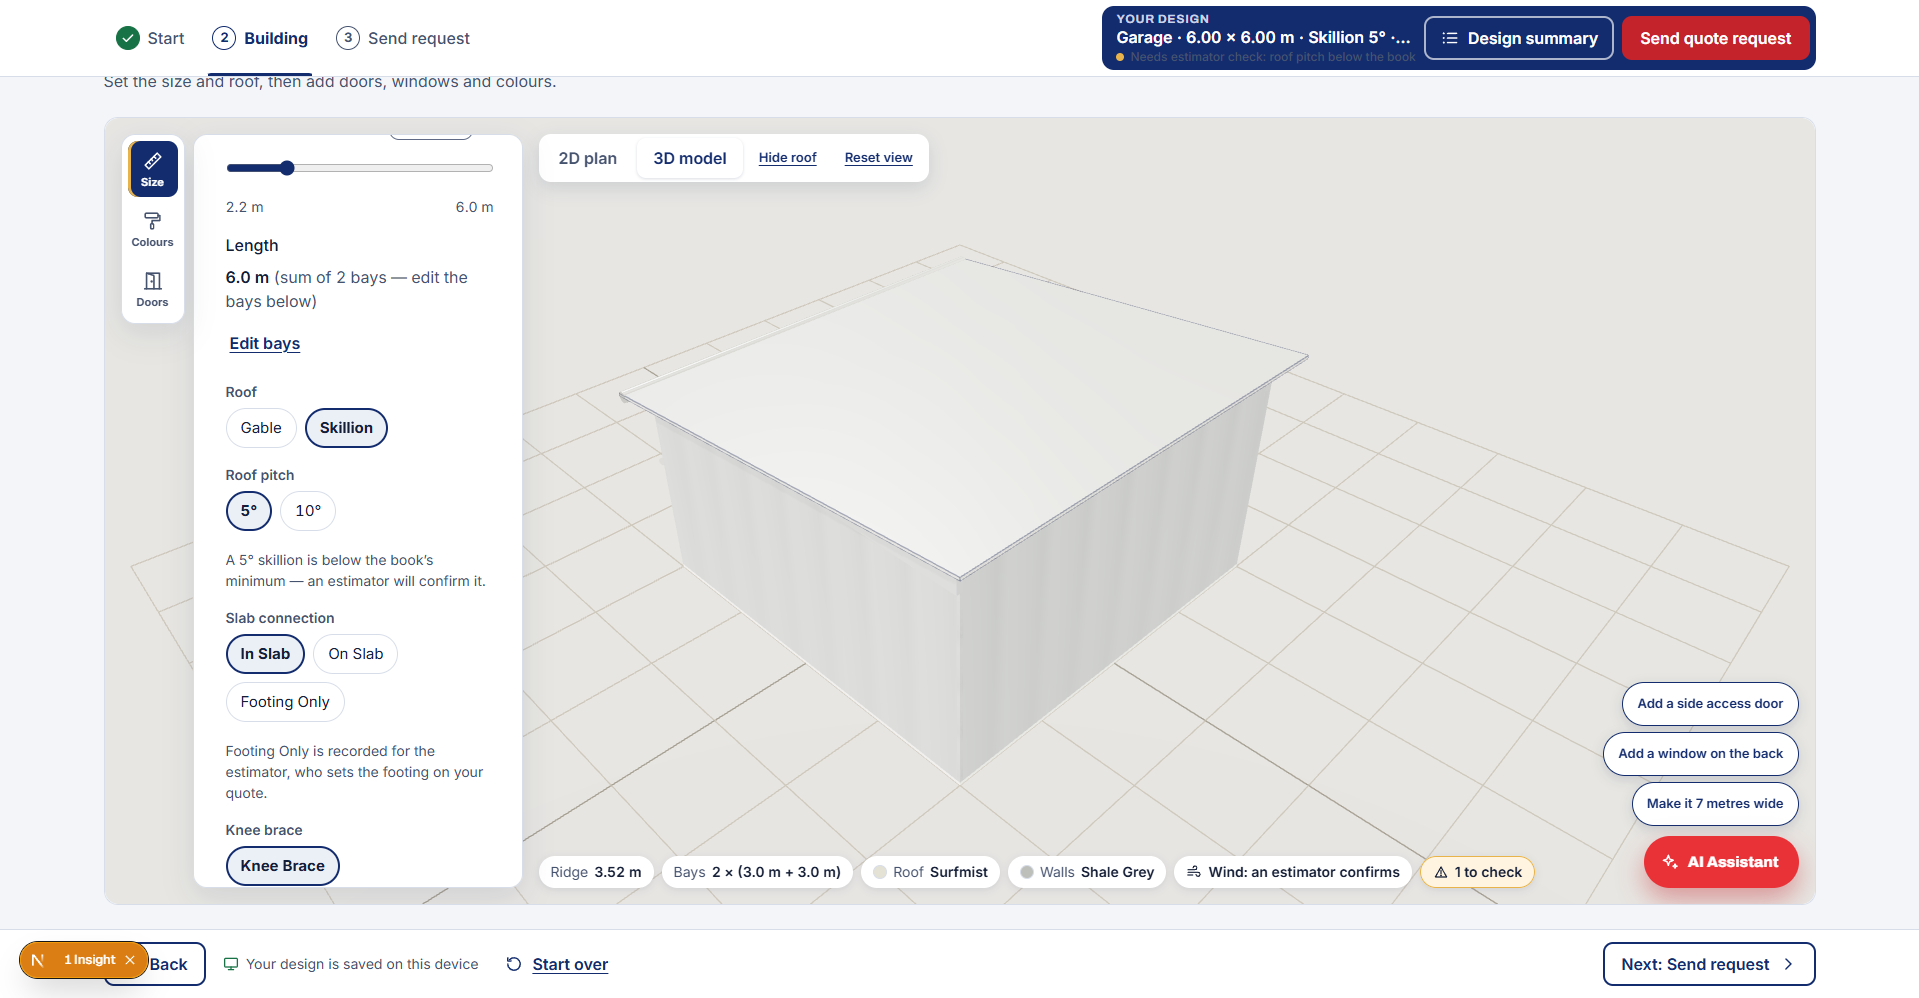 Start
2 Building
3 Send request
YOUR DESIGN
Garage · 6.00 × 6.00 m · Skillion 5° ·...
Needs estimator check: roof pitch below the book
Design summary
Send quote request
Set the size and roof, then add doors, windows and colours.
Size
Colours
Doors
2.2 m
6.0 m
Length
6.0 m (sum of 2 bays — edit the
bays below)
Edit bays
Roof
Gable
Skillion
Roof pitch
5°
10°
A 5° skillion is below the book's
minimum — an estimator will confirm it.
Slab connection
In Slab
On Slab
Footing Only
Footing Only is recorded for the
estimator, who sets the footing on your
quote.
Knee brace
Knee Brace
2D plan
3D model
Hide roof
Reset view
Add a side access door
Add a window on the back
Make it 7 metres wide
AI Assistant
Ridge 3.52 m
Bays 2 × (3.0 m + 3.0 m)
Roof Surfmist
Walls Shale Grey
Wind: an estimator confirms
1 to check
N 1 Insight
Back
Your design is saved on this device
Start over
Next: Send request